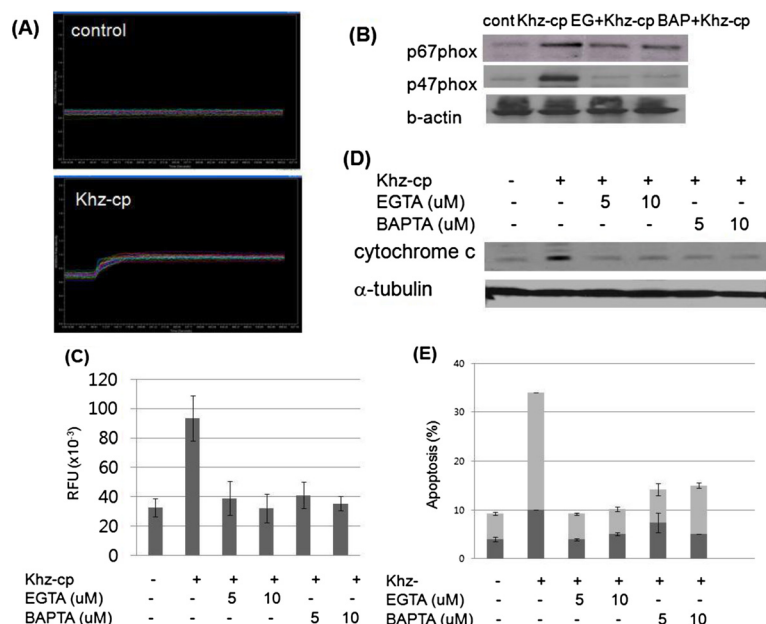 (A)
control
Khz-cp
(B)
cont Khz-cp EG+Khz-cp BAP+Khz-cp
p67phox
p47phox
b-actin
(D)
Khz-cp - + + + + +
EGTA (uM) - - 5 10 - -
BAPTA (uM) - - - - 5 10
cytochrome c
α-tubulin
(C)
RFU (x10-3)
120
100
80
60
40
20
0
Khz-cp - + + + + +
EGTA (uM) - - 5 10 - -
BAPTA (uM) - - - - 5 10
(E)
Apoptosis (%)
40
30
20
10
0
Khz- - + + + + +
EGTA (uM) - - 5 10 - -
BAPTA (uM) - - - - 5 10